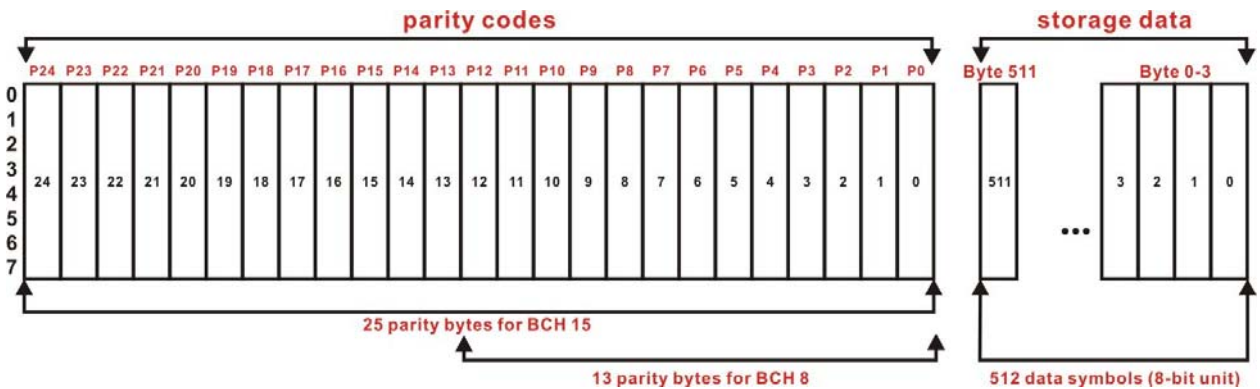 parity codes
storage data
P24 P23 P22 P21 P20 P19 P18 P17 P16 P15 P14 P13 P12 P11 P10 P9 P8 P7 P6 P5 P4 P3 P2 P1 P0
Byte 511
Byte 0-3
0
1
2
3
4
5
6
7
24 23 22 21 20 19 18 17 16 15 14 13 12 11 10 9 8 7 6 5 4 3 2 1 0
511
...
3 2 1 0
25 parity bytes for BCH 15
13 parity bytes for BCH 8
512 data symbols (8-bit unit)